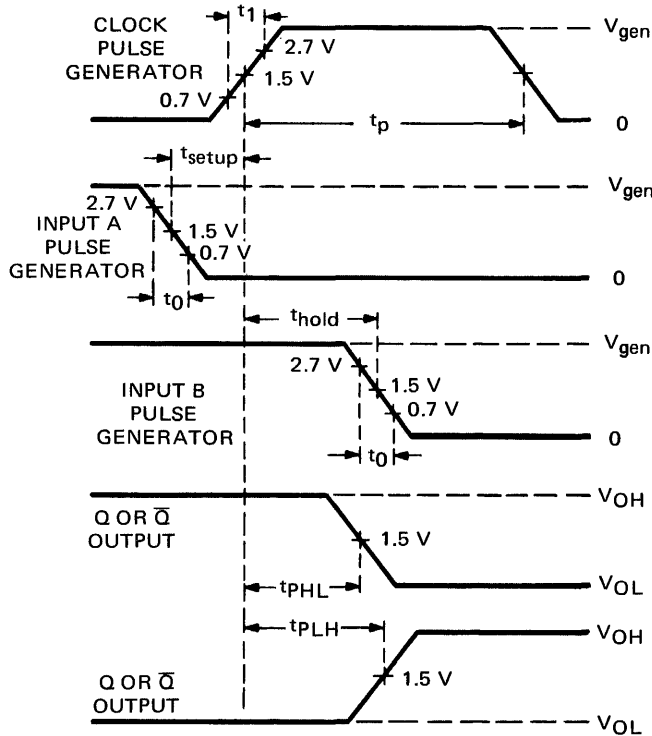 CLOCK
PULSE
GENERATOR
t1
2.7 V
1.5 V
0.7 V
tp
Vgen
0
tsetup
Vgen
2.7 V
INPUT A
PULSE
GENERATOR
1.5 V
0.7 V
t0
0
thold
Vgen
2.7 V
INPUT B
PULSE
GENERATOR
1.5 V
0.7 V
t0
0
VOH
Q OR Q̅
OUTPUT
1.5 V
tPHL
VOL
tPLH
VOH
Q OR Q̅
OUTPUT
1.5 V
VOL